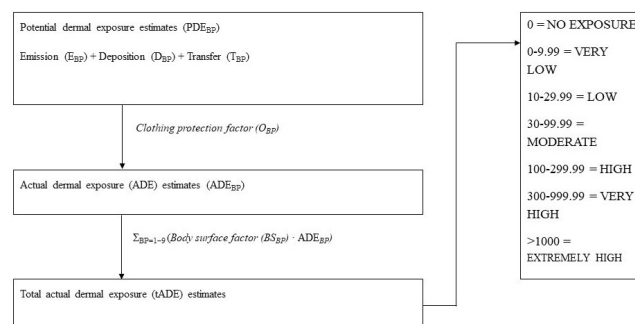 Potential dermal exposure estimates (PDE_BP)
Emission (E_BP) + Deposition (D_BP) + Transfer (T_BP)
Clothing protection factor (O_BP)
Actual dermal exposure (ADE) estimates (ADE_BP)
Σ_BP=1-9 (Body surface factor (BS_BP) · ADE_BP)
Total actual dermal exposure (tADE) estimates
0 = NO EXPOSURE
0-9.99 = VERY
LOW
10-29.99 = LOW
30-99.99 =
MODERATE
100-299.99 = HIGH
300-999.99 = VERY
HIGH
>1000 =
EXTREMELY HIGH